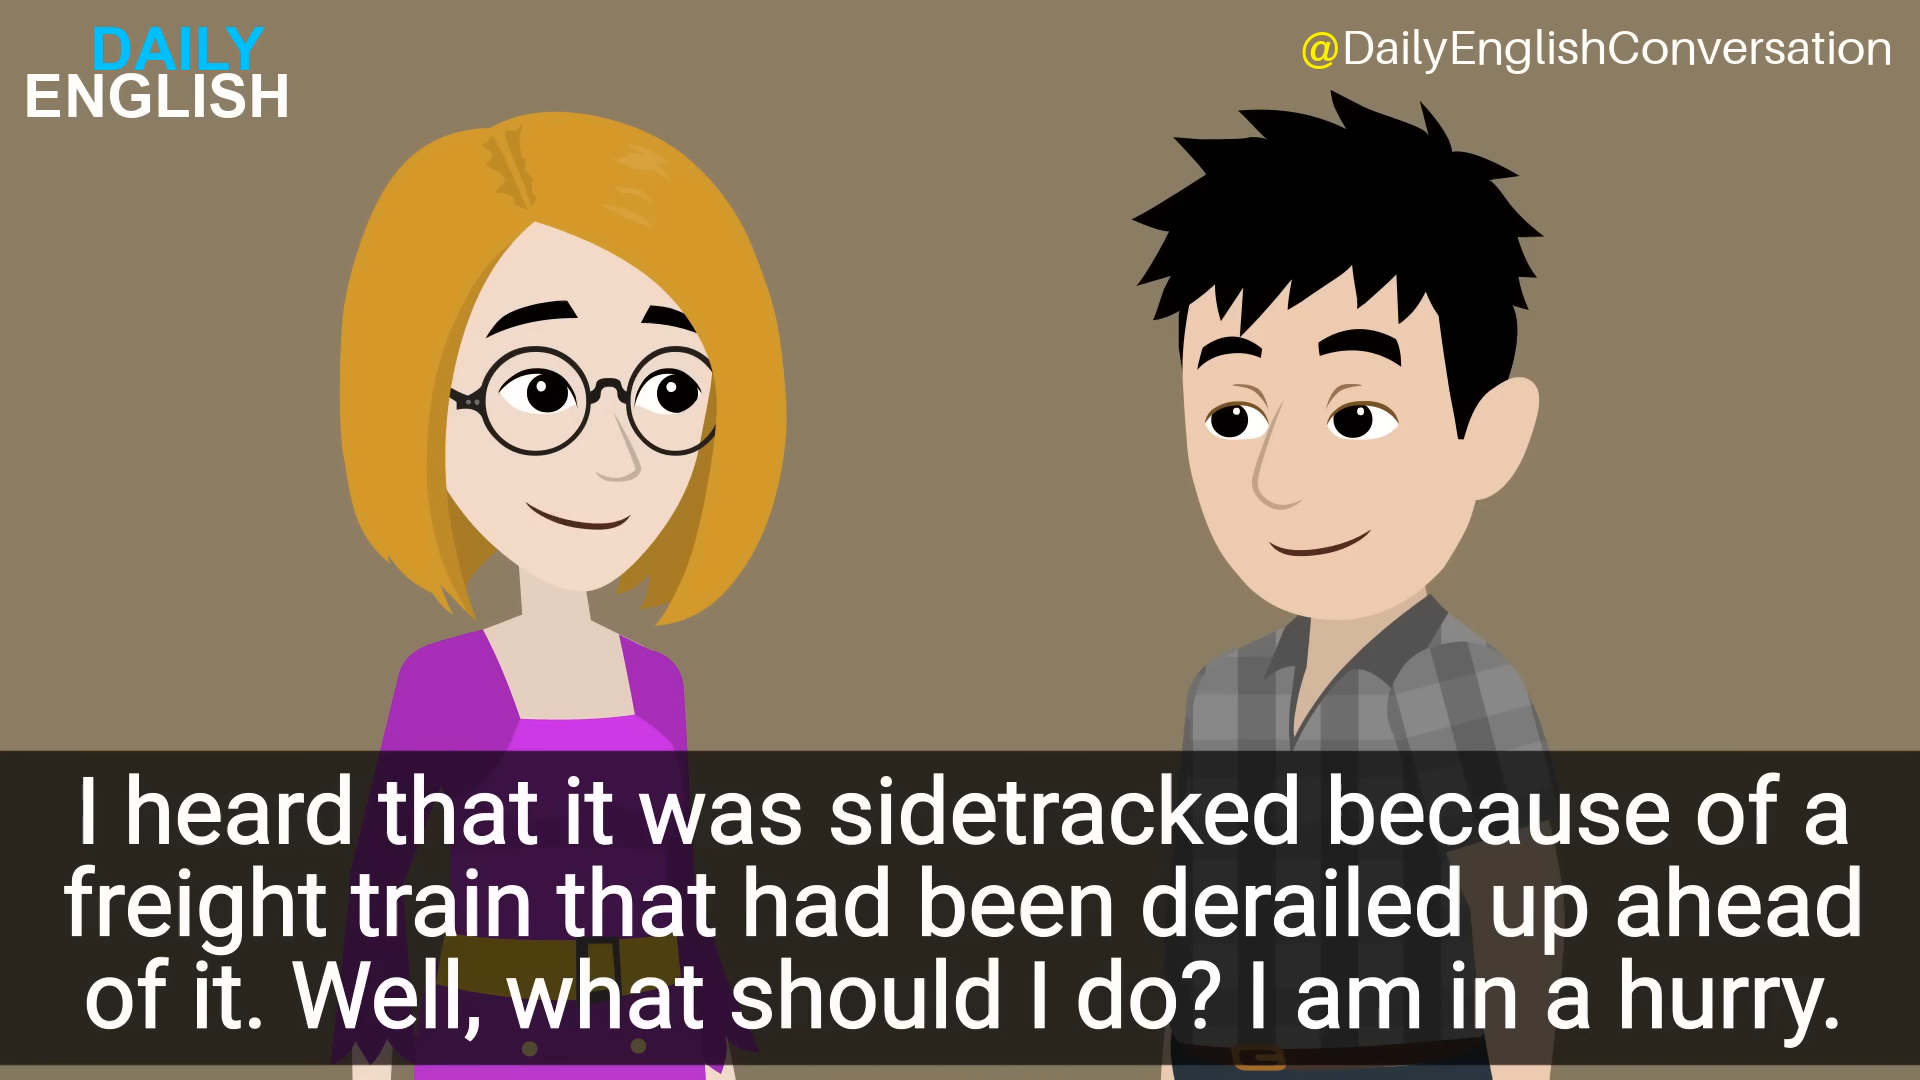 DAILY
ENGLISH
@DailyEnglishConversation
I heard that it was sidetracked because of a
freight train that had been derailed up ahead
of it. Well, what should I do? I am in a hurry.